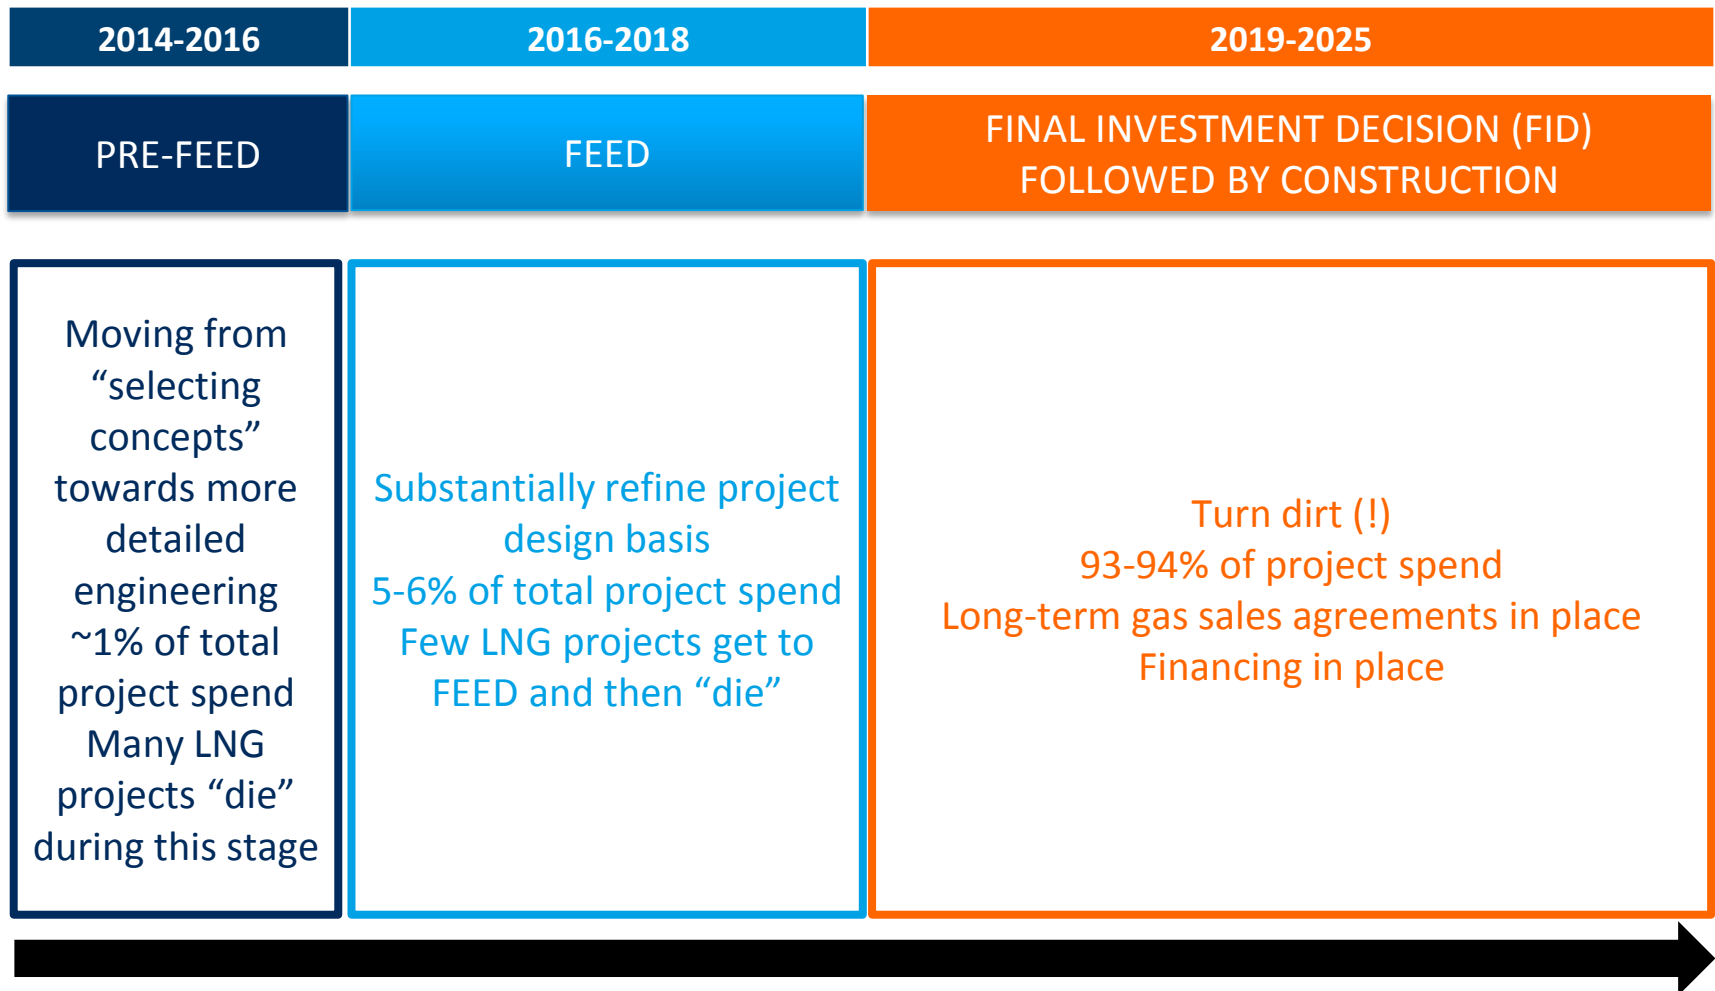 2014-2016
2016-2018
2019-2025
PRE-FEED
FEED
FINAL INVESTMENT DECISION (FID)
FOLLOWED BY CONSTRUCTION
Moving from
“selecting
concepts”
towards more
detailed
engineering
~1% of total
project spend
Many LNG
projects “die”
during this stage
Substantially refine project
design basis
5-6% of total project spend
Few LNG projects get to
FEED and then “die”
Turn dirt (!)
93-94% of project spend
Long-term gas sales agreements in place
Financing in place